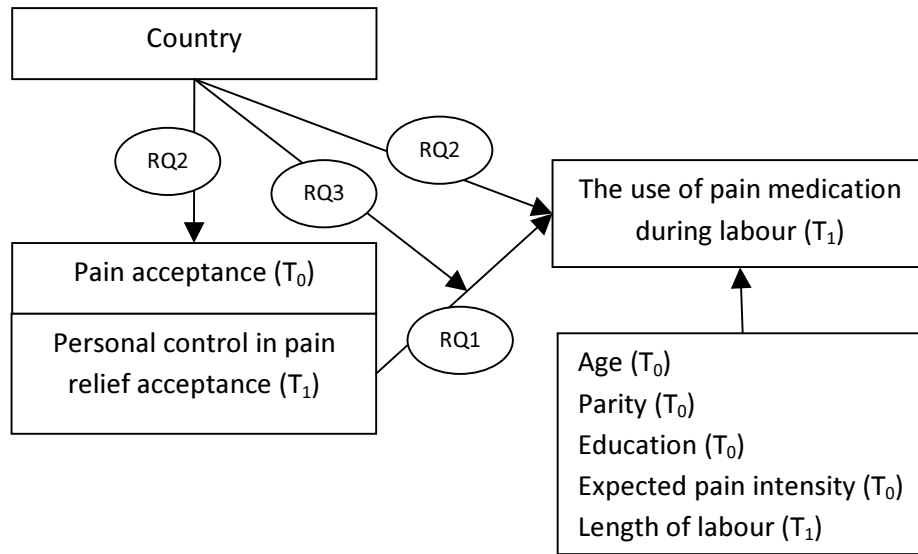 Country
RQ2
RQ2
RQ3
The use of pain medication
during labour (T₁)
Pain acceptance (T₀)
Personal control in pain
relief acceptance (T₁)
RQ1
Age (T₀)
Parity (T₀)
Education (T₀)
Expected pain intensity (T₀)
Length of labour (T₁)